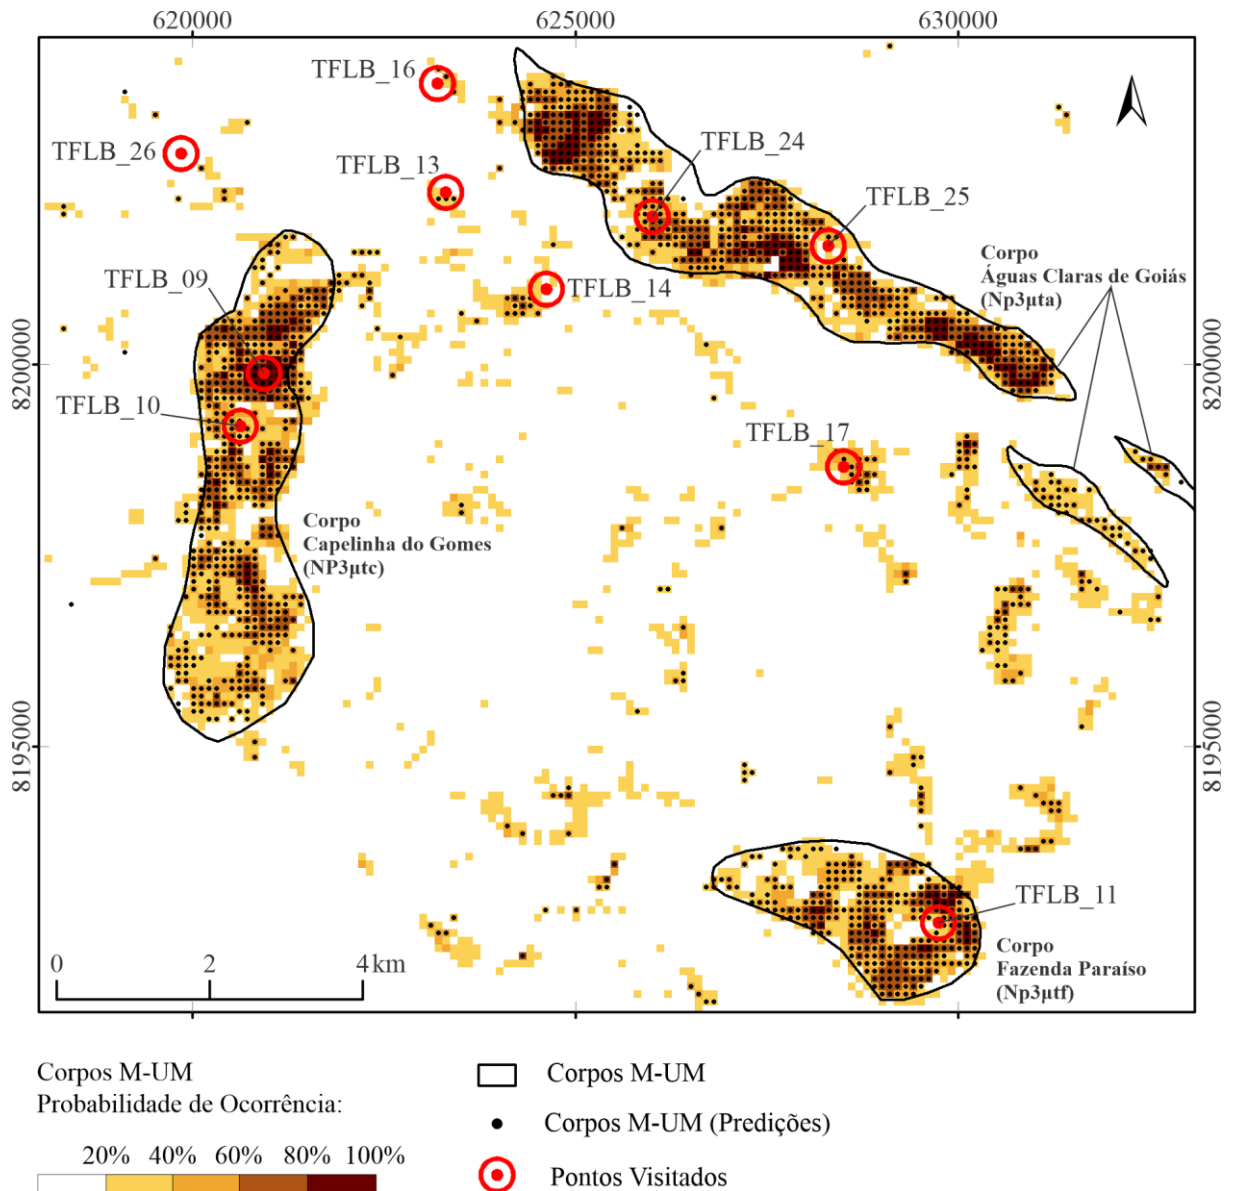 620000
625000
630000
TFLB_16
TFLB_26
TFLB_13
TFLB_24
TFLB_25
TFLB_09
TFLB_14
Corpo
Águas Claras de Goiás
(Np3μta)
8200000
8200000
TFLB_10
TFLB_17
Corpo
Capelinha do Gomes
(NP3μtc)
8195000
8195000
TFLB_11
Corpo
Fazenda Paraíso
(Np3μtf)
0 2 4 km
Corpos M-UM
Probabilidade de Ocorrência:
20% 40% 60% 80% 100%
Corpos M-UM
Corpos M-UM (Predições)
Pontos Visitados